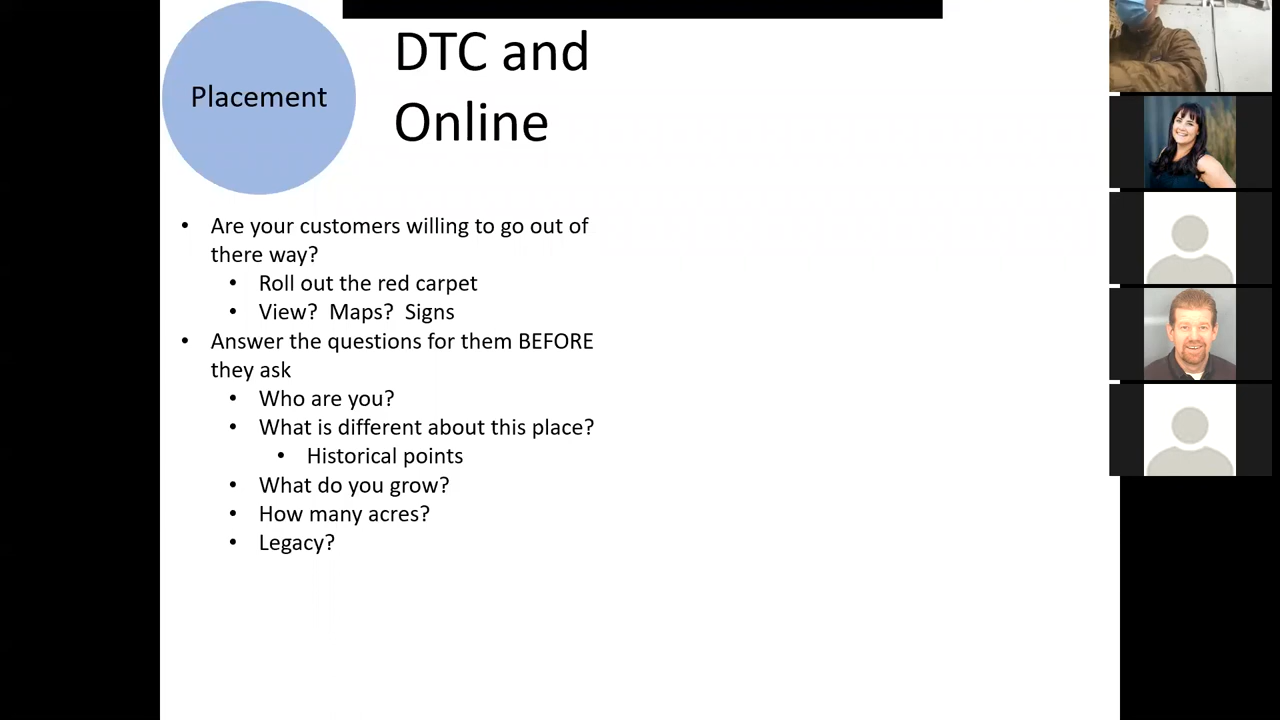 Placement
DTC and
Online
• Are your customers willing to go out of
there way?
• Roll out the red carpet
• View?  Maps?  Signs
• Answer the questions for them BEFORE
they ask
• Who are you?
• What is different about this place?
• Historical points
• What do you grow?
• How many acres?
• Legacy?